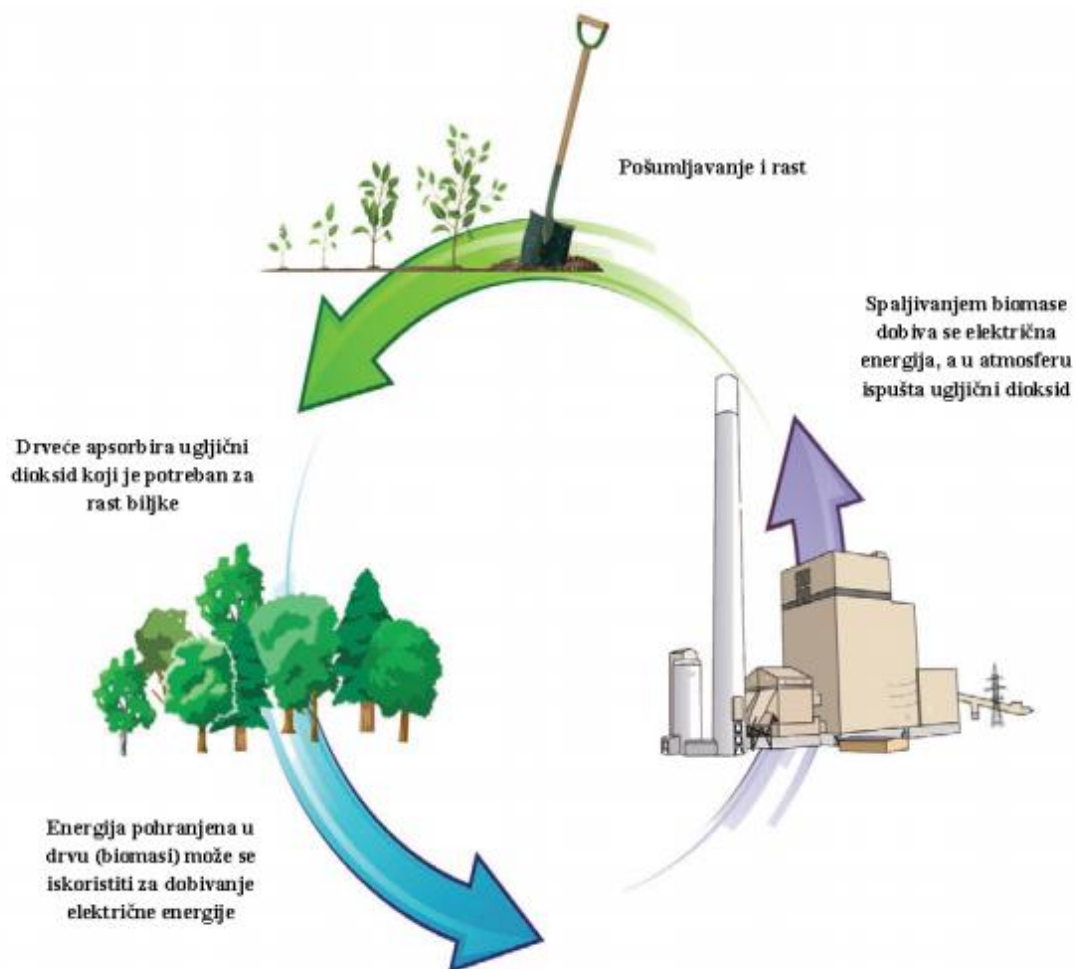 Pošumljavanje i rast
Spaljivanjem biomase
dobiva se električna
energija, a u atmosferu
ispušta ugljični dioksid
Drveće apsorbira ugljični
dioksid koji je potreban za
rast biljke
Energija pohranjena u
drvu (biomasi) može se
iskoristiti za dobivanje
električne energije